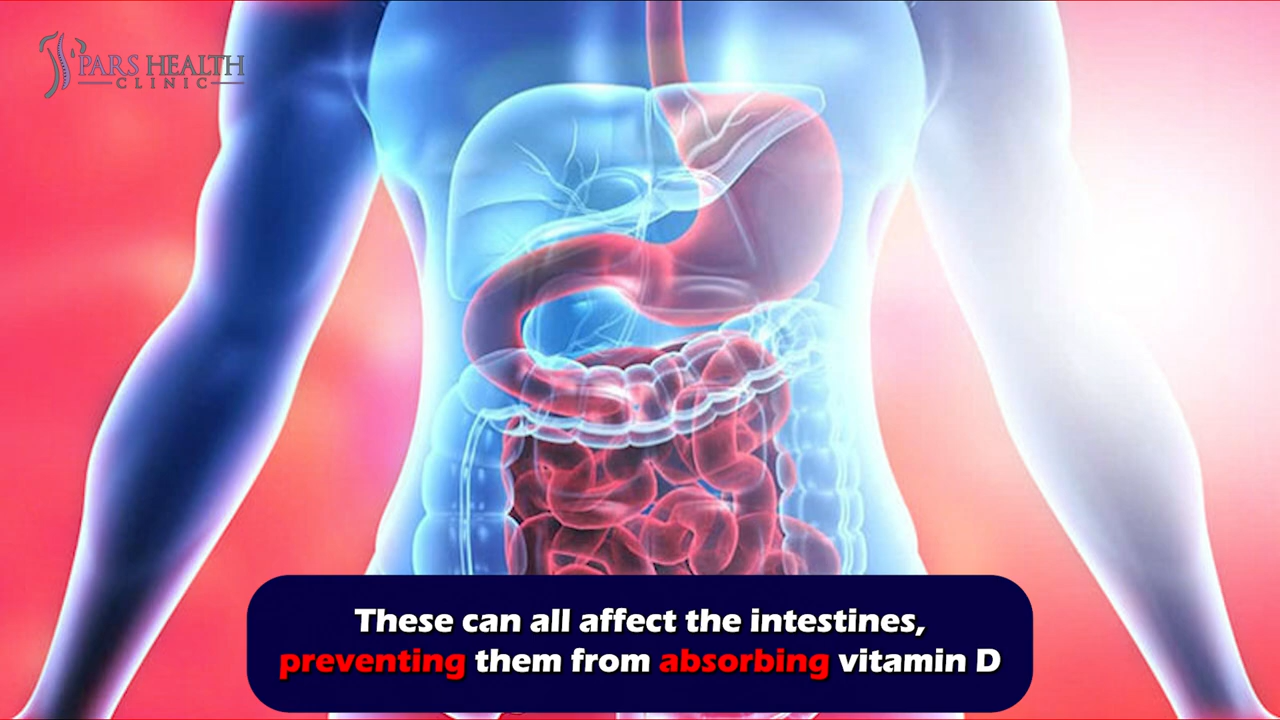 PARS HEALTH
CLINIC
These can all affect the intestines,
preventing them from absorbing vitamin D